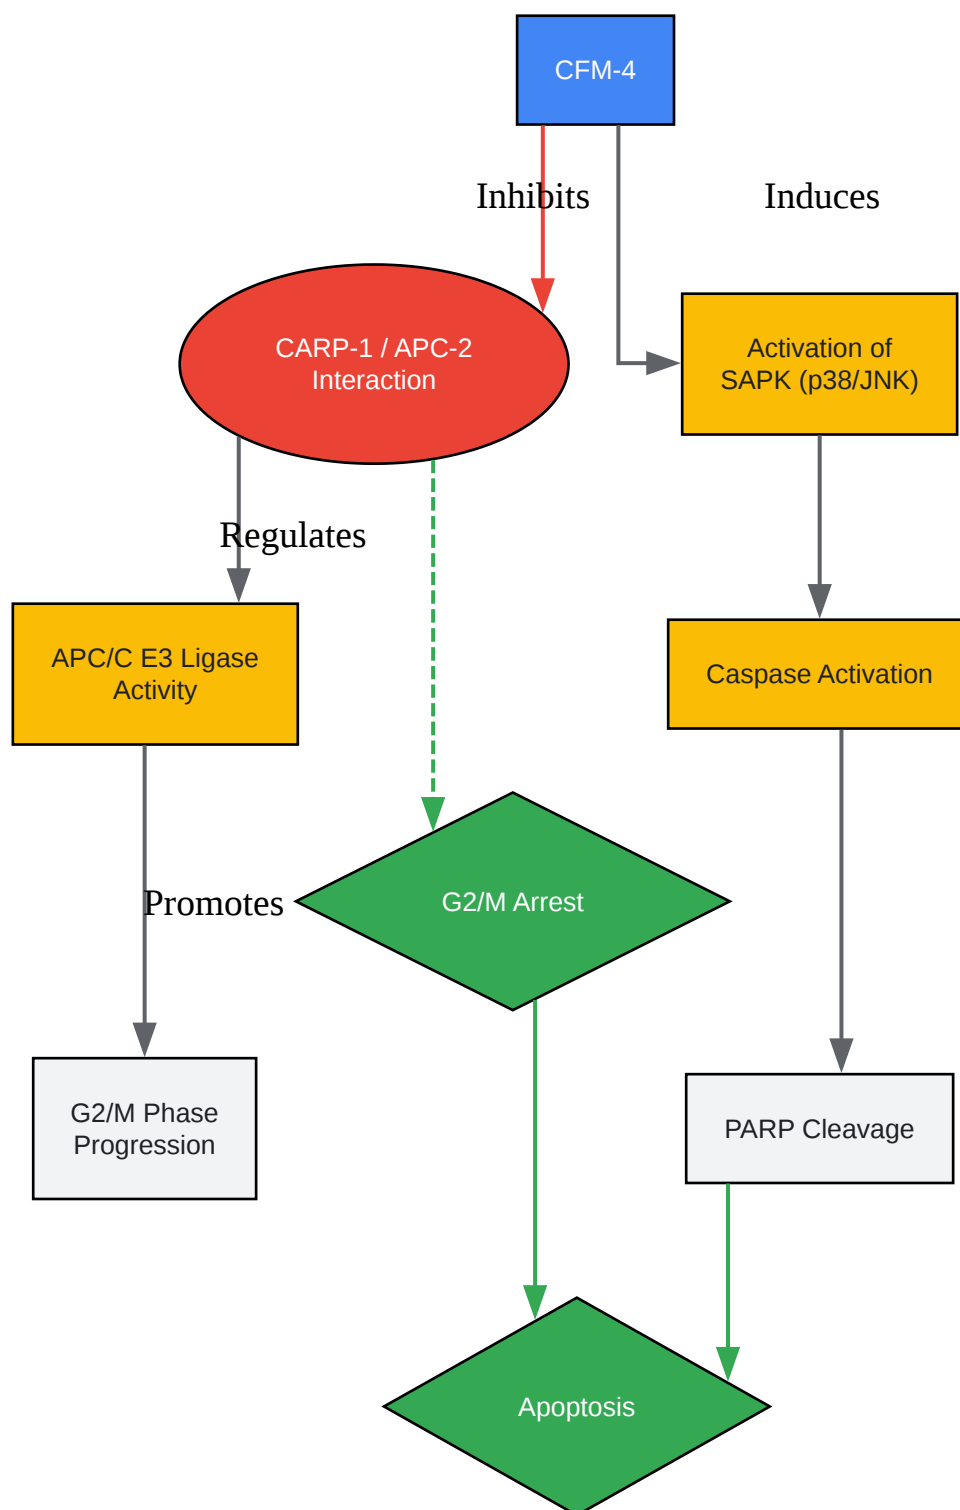 CFM-4
Inhibits
Induces
CARP-1 / APC-2
Interaction
Activation of
SAPK (p38/JNK)
Regulates
APC/C E3 Ligase
Activity
Caspase Activation
Promotes
G2/M Arrest
G2/M Phase
Progression
PARP Cleavage
Apoptosis